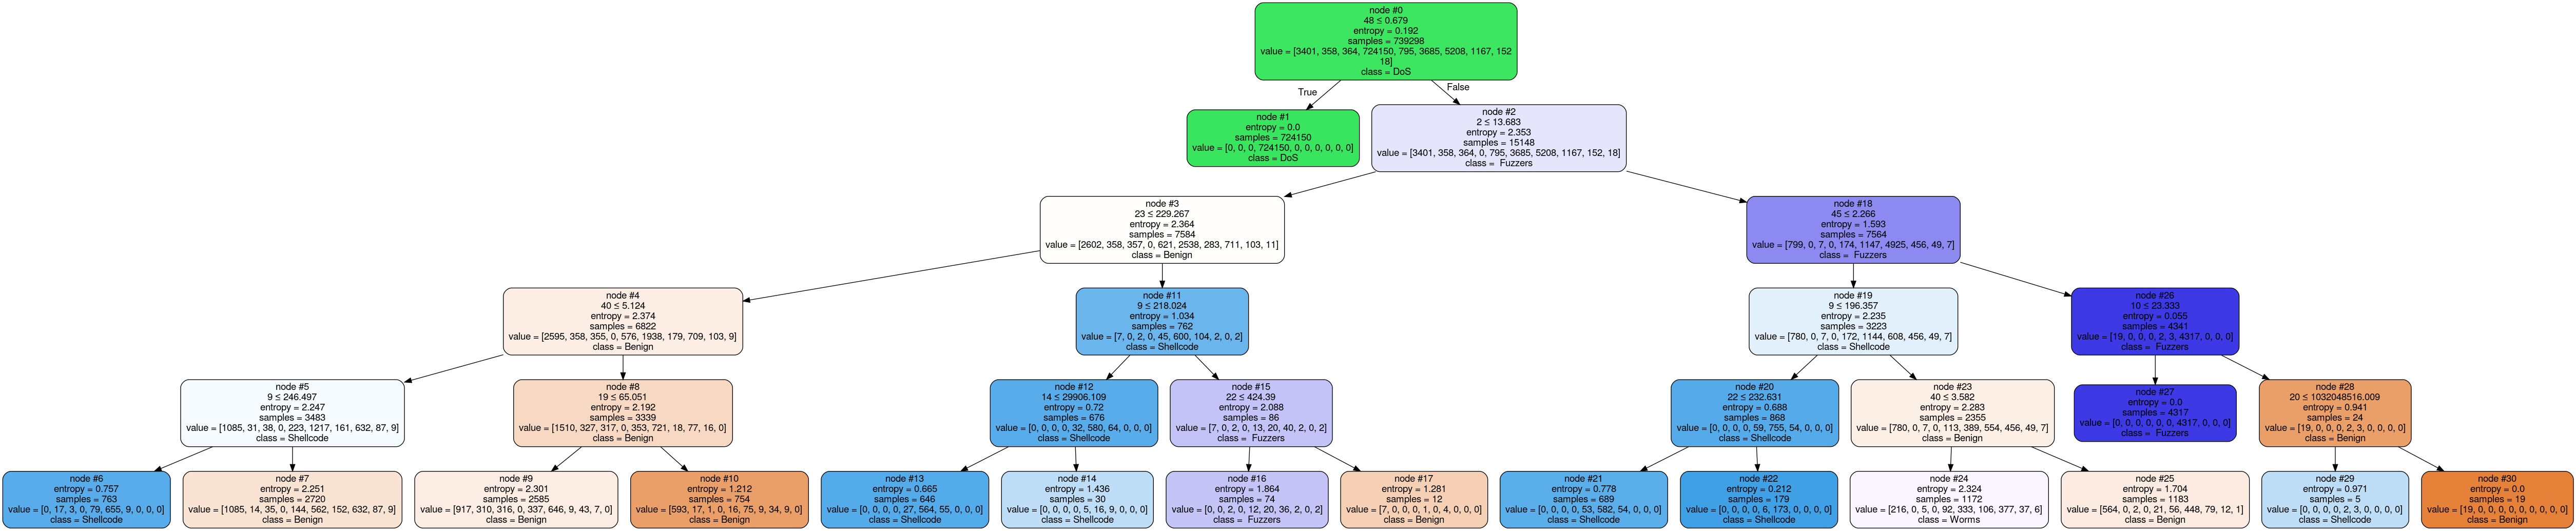 node #0
48 ≤ 0.679
entropy = 0.192
samples = 739298
value = [3401, 358, 364, 724150, 795, 3685, 5208, 1167, 152
18]
class = DoS
True
False
node #1
entropy = 0.0
samples = 724150
value = [0, 0, 0, 724150, 0, 0, 0, 0, 0, 0]
class = DoS
node #2
2 ≤ 13.683
entropy = 2.353
samples = 15148
value = [3401, 358, 364, 0, 795, 3685, 5208, 1167, 152, 18]
class =  Fuzzers
node #3
23 ≤ 229.267
entropy = 2.364
samples = 7584
value = [2602, 358, 357, 0, 621, 2538, 283, 711, 103, 11]
class = Benign
node #18
45 ≤ 2.266
entropy = 1.593
samples = 7564
value = [799, 0, 7, 0, 174, 1147, 4925, 456, 49, 7]
class =  Fuzzers
node #4
40 ≤ 5.124
entropy = 2.374
samples = 6822
value = [2595, 358, 355, 0, 576, 1938, 179, 709, 103, 9]
class = Benign
node #11
9 ≤ 218.024
entropy = 1.034
samples = 762
value = [7, 0, 2, 0, 45, 600, 104, 2, 0, 2]
class = Shellcode
node #19
9 ≤ 196.357
entropy = 2.235
samples = 3223
value = [780, 0, 7, 0, 172, 1144, 608, 456, 49, 7]
class = Shellcode
node #26
10 ≤ 23.333
entropy = 0.055
samples = 4341
value = [19, 0, 0, 0, 2, 3, 4317, 0, 0, 0]
class =  Fuzzers
node #5
9 ≤ 246.497
entropy = 2.247
samples = 3483
value = [1085, 31, 38, 0, 223, 1217, 161, 632, 87, 9]
class = Shellcode
node #8
19 ≤ 65.051
entropy = 2.192
samples = 3339
value = [1510, 327, 317, 0, 353, 721, 18, 77, 16, 0]
class = Benign
node #12
14 ≤ 29906.109
entropy = 0.72
samples = 676
value = [0, 0, 0, 0, 32, 580, 64, 0, 0, 0]
class = Shellcode
node #15
22 ≤ 424.39
entropy = 2.088
samples = 86
value = [7, 0, 2, 0, 13, 20, 40, 2, 0, 2]
class =  Fuzzers
node #20
22 ≤ 232.631
entropy = 0.688
samples = 868
value = [0, 0, 0, 0, 59, 755, 54, 0, 0, 0]
class = Shellcode
node #23
40 ≤ 3.582
entropy = 2.283
samples = 2355
value = [780, 0, 7, 0, 113, 389, 554, 456, 49, 7]
class = Benign
node #27
entropy = 0.0
samples = 4317
value = [0, 0, 0, 0, 0, 0, 4317, 0, 0, 0]
class =  Fuzzers
node #28
20 ≤ 1032048516.009
entropy = 0.941
samples = 24
value = [19, 0, 0, 0, 2, 3, 0, 0, 0, 0]
class = Benign
node #6
entropy = 0.757
samples = 763
value = [0, 17, 3, 0, 79, 655, 9, 0, 0, 0]
class = Shellcode
node #7
entropy = 2.251
samples = 2720
value = [1085, 14, 35, 0, 144, 562, 152, 632, 87, 9]
class = Benign
node #9
entropy = 2.301
samples = 2585
value = [917, 310, 316, 0, 337, 646, 9, 43, 7, 0]
class = Benign
node #10
entropy = 1.212
samples = 754
value = [593, 17, 1, 0, 16, 75, 9, 34, 9, 0]
class = Benign
node #13
entropy = 0.665
samples = 646
value = [0, 0, 0, 0, 27, 564, 55, 0, 0, 0]
class = Shellcode
node #14
entropy = 1.436
samples = 30
value = [0, 0, 0, 0, 5, 16, 9, 0, 0, 0]
class = Shellcode
node #16
entropy = 1.864
samples = 74
value = [0, 0, 2, 0, 12, 20, 36, 2, 0, 2]
class =  Fuzzers
node #17
entropy = 1.281
samples = 12
value = [7, 0, 0, 0, 1, 0, 4, 0, 0, 0]
class = Benign
node #21
entropy = 0.778
samples = 689
value = [0, 0, 0, 0, 53, 582, 54, 0, 0, 0]
class = Shellcode
node #22
entropy = 0.212
samples = 179
value = [0, 0, 0, 0, 6, 173, 0, 0, 0, 0]
class = Shellcode
node #24
entropy = 2.324
samples = 1172
value = [216, 0, 5, 0, 92, 333, 106, 377, 37, 6]
class = Worms
node #25
entropy = 1.704
samples = 1183
value = [564, 0, 2, 0, 21, 56, 448, 79, 12, 1]
class = Benign
node #29
entropy = 0.971
samples = 5
value = [0, 0, 0, 0, 2, 3, 0, 0, 0, 0]
class = Shellcode
node #30
entropy = 0.0
samples = 19
value = [19, 0, 0, 0, 0, 0, 0, 0, 0, 0]
class = Benign